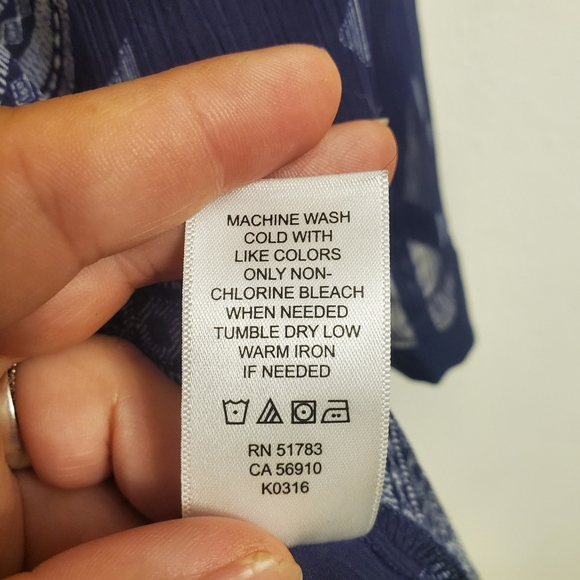 MACHINE WASH
COLD WITH
LIKE COLORS
ONLY NON-
CHLORINE BLEACH
WHEN NEEDED
TUMBLE DRY LOW
WARM IRON
IF NEEDED
RN 51783
CA 56910
K0316